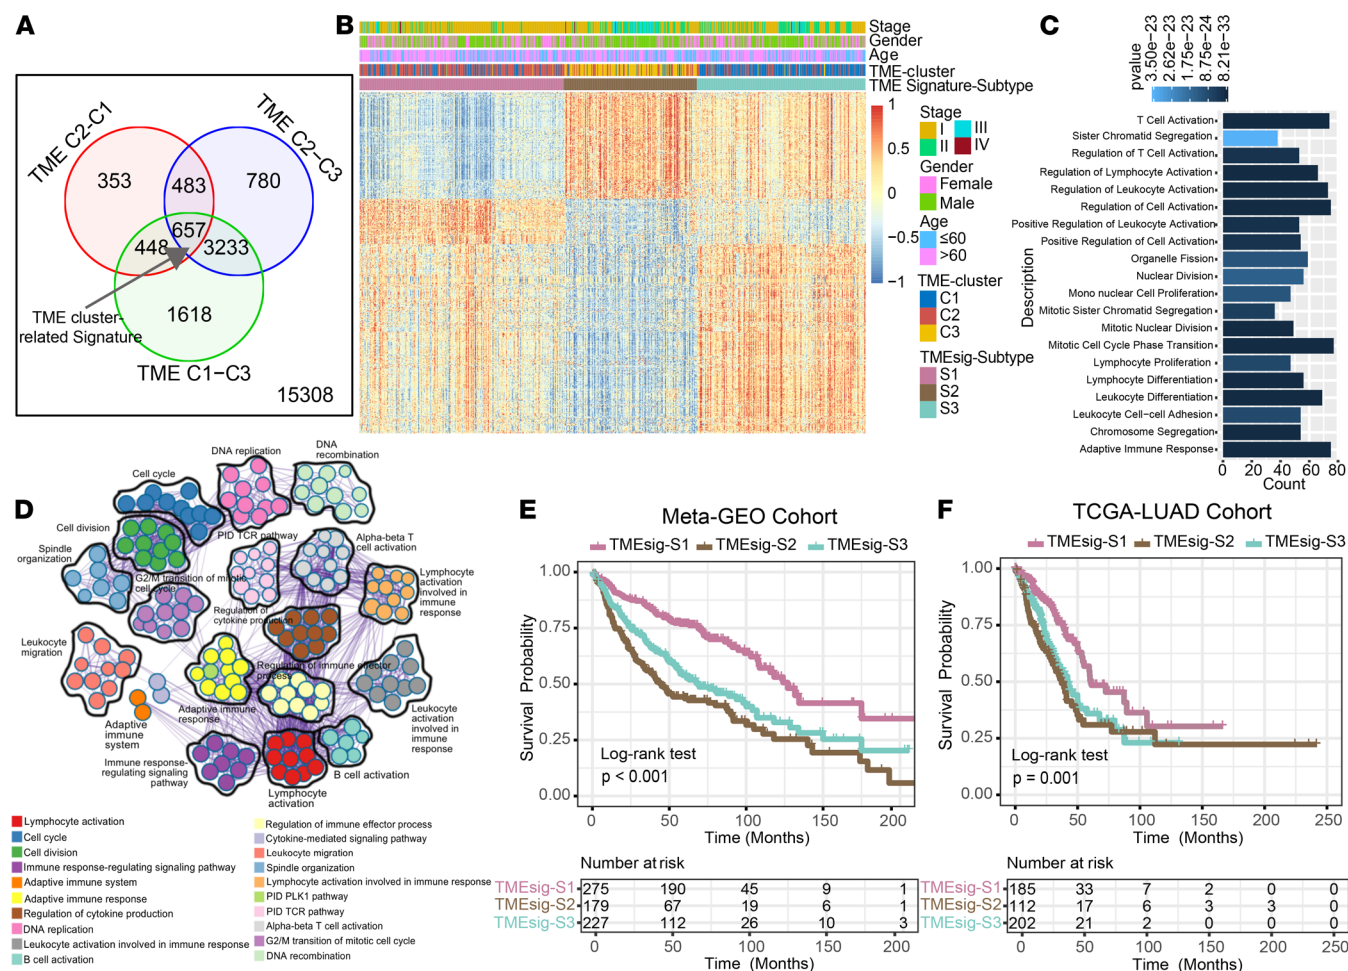 A
TME C2-C1
TME C2-C3
353
483
780
657
448
3233
1618
TME cluster-
related Signature
TME C1-C3
15308
B
Stage
Gender
Age
TME-cluster
TME Signature-Subtype
1
0.5
0
-0.5
-1
Stage
I
III
II
IV
Gender
Female
Male
Age
≤60
>60
TME-cluster
C1
C2
C3
TMEsig-Subtype
S1
S2
S3
C
pvalue
3.50e-23
2.62e-23
1.75e-23
8.75e-24
8.21e-33
Description
T Cell Activation
Sister Chromatid Segregation
Regulation of T Cell Activation
Regulation of Lymphocyte Activation
Regulation of Leukocyte Activation
Regulation of Cell Activation
Positive Regulation of Leukocyte Activation
Positive Regulation of Cell Activation
Organelle Fission
Nuclear Division
Mono nuclear Cell Proliferation
Mitotic Sister Chromatid Segregation
Mitotic Nuclear Division
Mitotic Cell Cycle Phase Transition
Lymphocyte Proliferation
Lymphocyte Differentiation
Leukocyte Differentiation
Leukocyte Cell-cell Adhesion
Chromosome Segregation
Adaptive Immune Response
0 20 40 60 80
Count
D
DNA replication
DNA
recombination
Cell cycle
Cell division
PID TCR pathway
Alpha-beta T
cell activation
Spindle
organization
G2/M transition of mitotic
cell cycle
Lymphocyte
activation
involved in
immune
response
Regulation of
cytokine production
Leukocyte
migration
Regulation of immune effector
process
Adaptive immune
response
Leukocyte
activation
involved in
immune
response
Adaptive
immune
system
Immune response-
regulating signaling
pathway
B cell activation
Lymphocyte
activation
Lymphocyte activation
Cell cycle
Cell division
Immune response-regulating signaling pathway
Adaptive immune system
Adaptive immune response
Regulation of cytokine production
DNA replication
Leukocyte activation involved in immune response
B cell activation
Regulation of immune effector process
Cytokine-mediated signaling pathway
Leukocyte migration
Spindle organization
Lymphocyte activation involved in immune response
PID PLK1 pathway
PID TCR pathway
Alpha-beta T cell activation
G2/M transition of mitotic cell cycle
DNA recombination
E
Meta-GEO Cohort
TMEsig-S1 TMEsig-S2 TMEsig-S3
Survival Probability
1.00
0.75
0.50
0.25
0.00
Log-rank test
p < 0.001
0 50 100 150 200
Time (Months)
Number at risk
TMEsig-S1 275 190 45 9 1
TMEsig-S2 179 67 19 6 1
TMEsig-S3 227 112 26 10 3
0 50 100 150 200
Time (Months)
F
TCGA-LUAD Cohort
TMEsig-S1 TMEsig-S2 TMEsig-S3
Survival Probability
1.00
0.75
0.50
0.25
0.00
Log-rank test
p = 0.001
0 50 100 150 200 250
Time (Months)
Number at risk
TMEsig-S1 185 33 7 2 0 0
TMEsig-S2 112 17 6 3 3 0
TMEsig-S3 202 21 2 0 0 0
0 50 100 150 200 250
Time (Months)